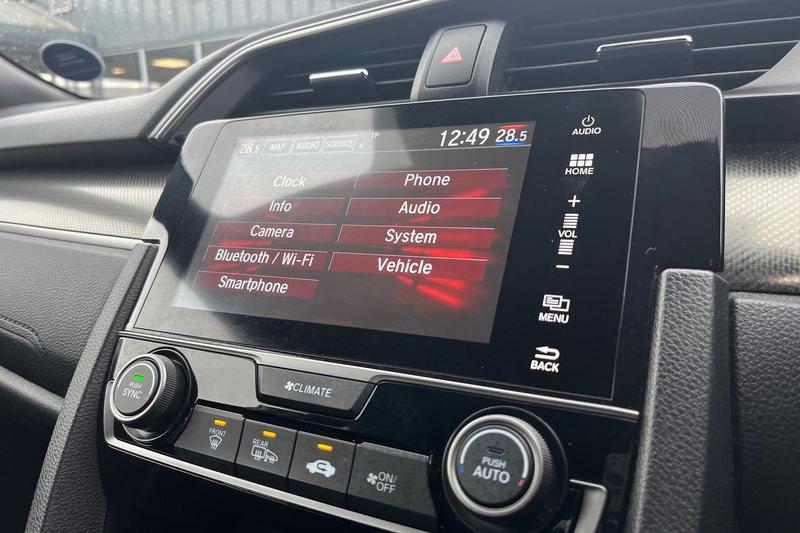 28.5 MAP AUDIO SOURCE TP 12:49 28.5
Clock Phone
Info Audio
Camera System
Bluetooth / Wi-Fi Vehicle
Smartphone
AUDIO
HOME
+
VOL
−
MENU
BACK
PUSH
SYNC
CLIMATE
FRONT
REAR
ON/
OFF
PUSH
AUTO